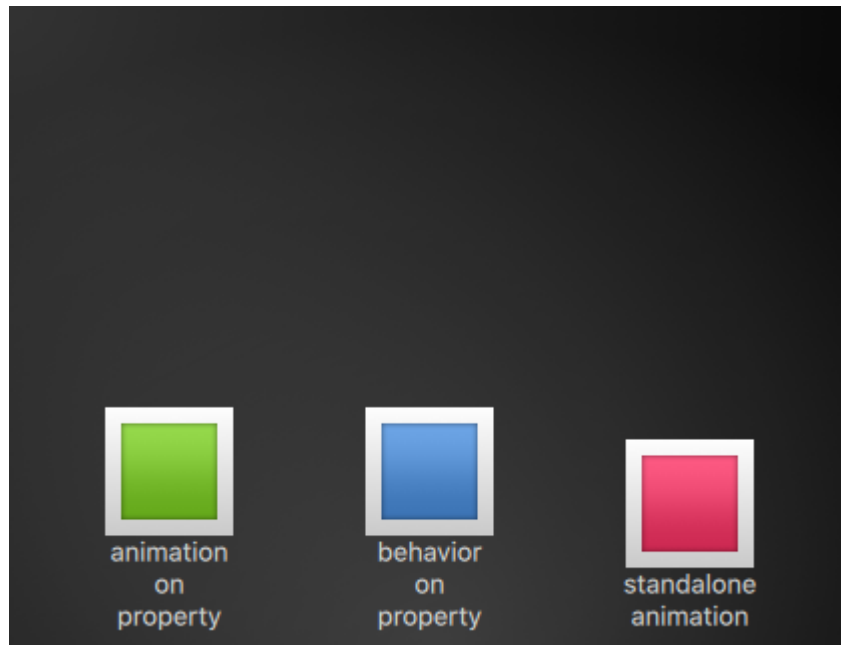 animation
on
property
behavior
on
property
standalone
animation